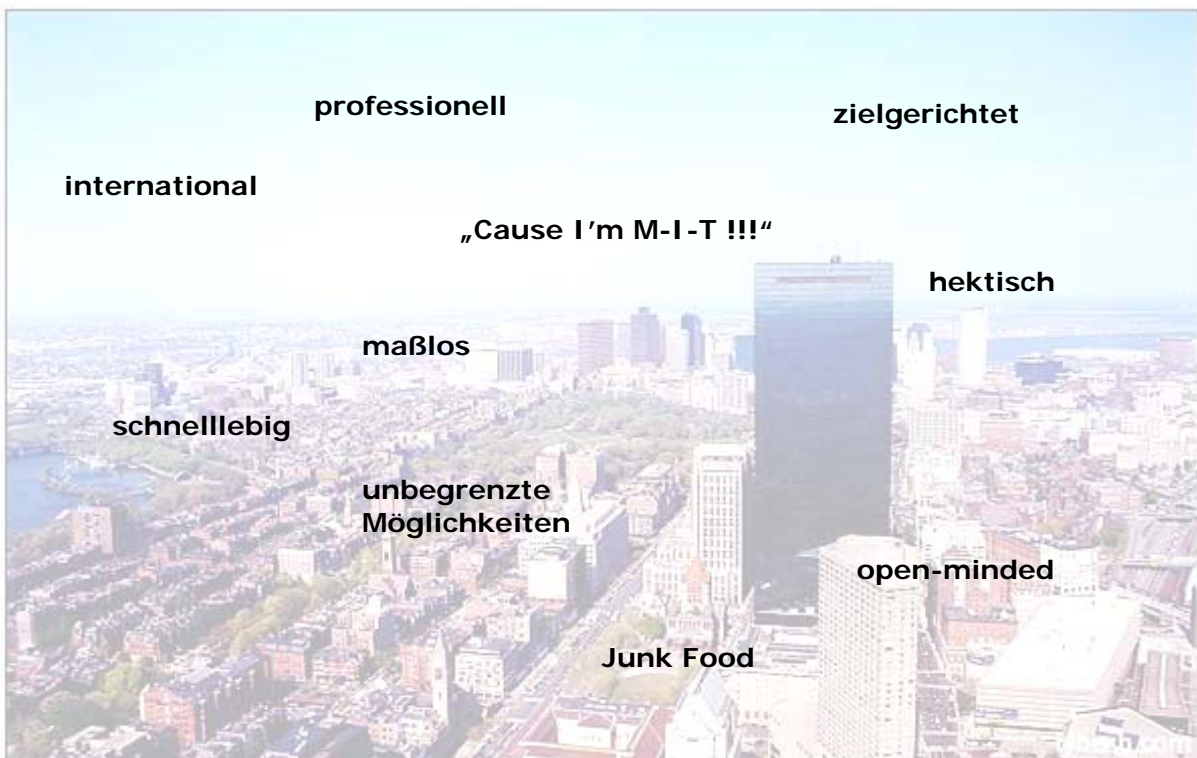 professionell
zielgerichtet
international
„Cause I'm M-I-T !!!“
hektisch
maßlos
schnelllebig
unbegrenzte
Möglichkeiten
open-minded
Junk Food